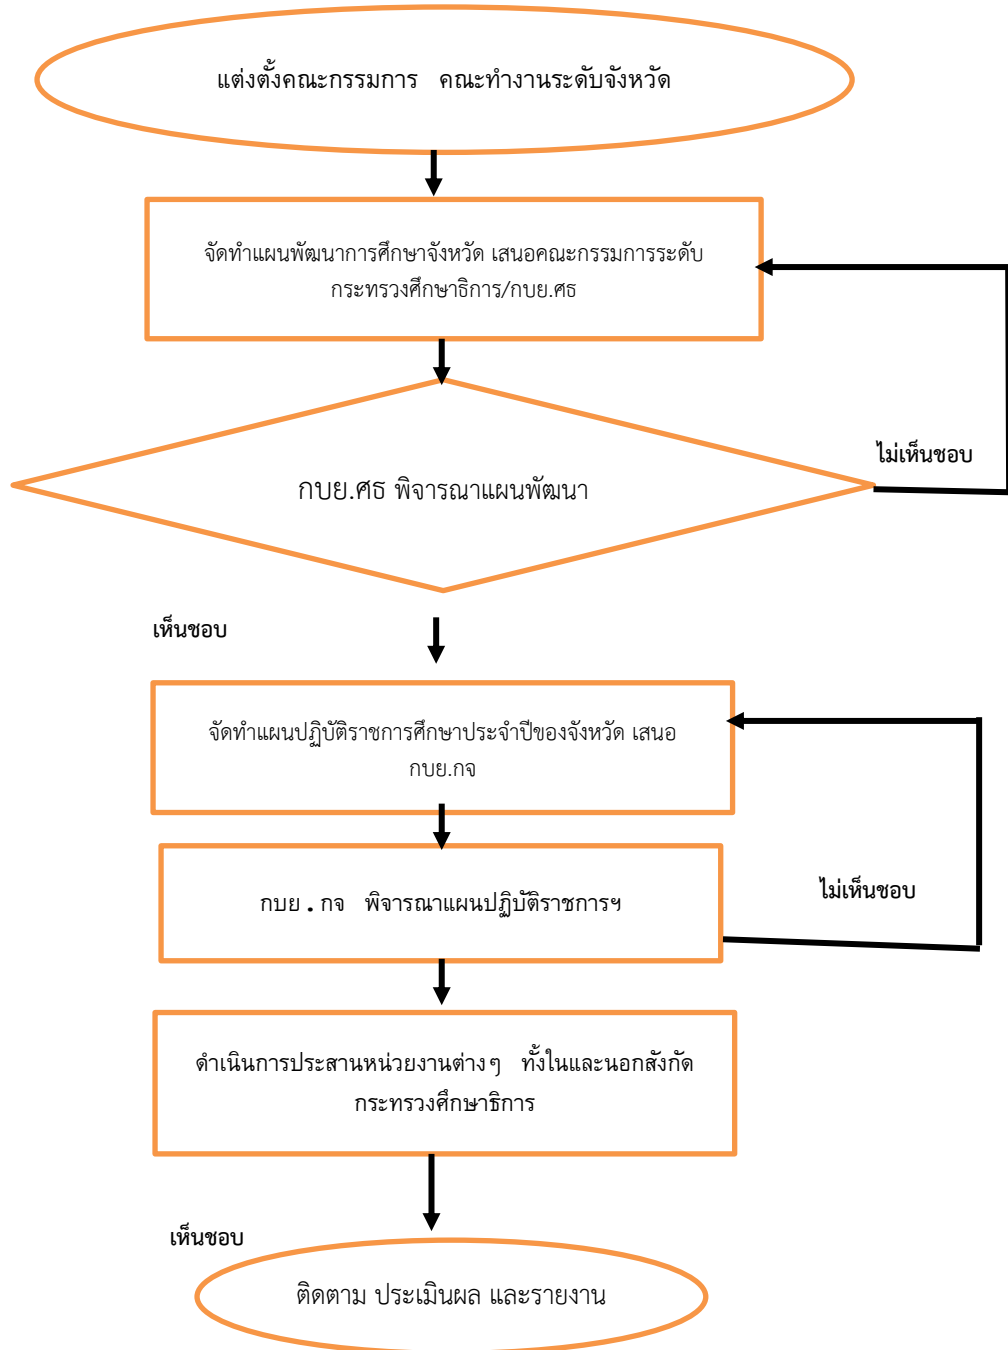 แต่งตั้งคณะกรรมการ คณะทำงานระดับจังหวัด
จัดทำแผนพัฒนาการศึกษาจังหวัด เสนอคณะกรรมการระดับ
กระทรวงศึกษาธิการ/กบย.ศธ
ไม่เห็นชอบ
กบย.ศธ พิจารณาแผนพัฒนา
เห็นชอบ
จัดทำแผนปฏิบัติราชการศึกษาประจำปีของจังหวัด เสนอ
กบย.กจ
ไม่เห็นชอบ
กบย.กจ พิจารณาแผนปฏิบัติราชการฯ
ดำเนินการประสานหน่วยงานต่างๆ ทั้งในและนอกสังกัด
กระทรวงศึกษาธิการ
เห็นชอบ
ติดตาม ประเมินผล และรายงาน